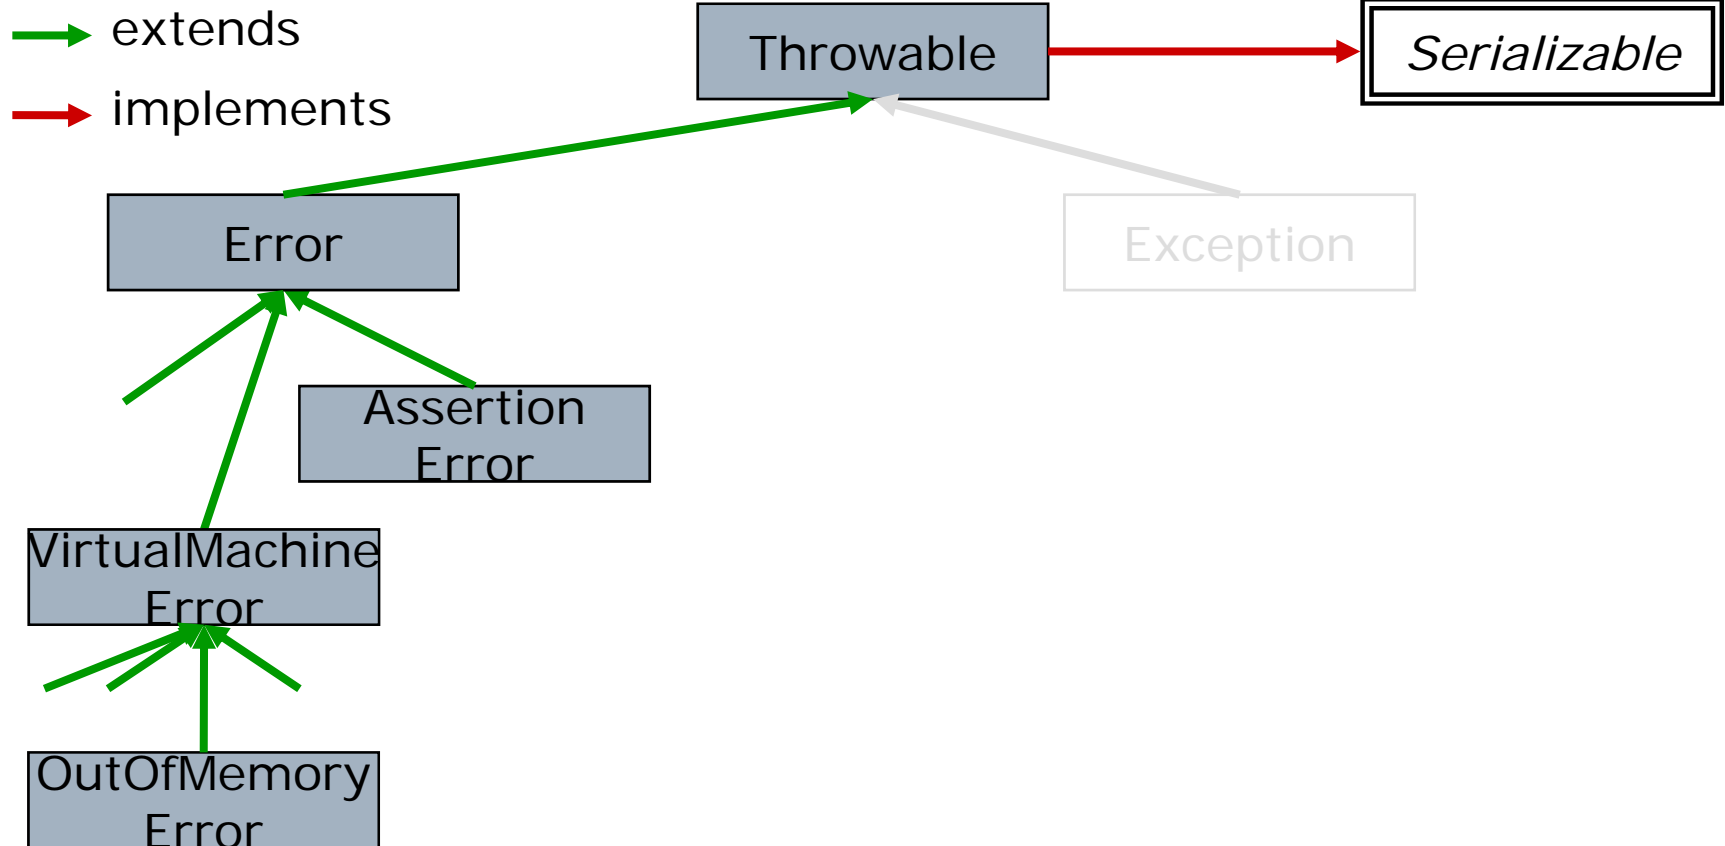 extends
implements
Throwable
Serializable
Error
Exception
Assertion
Error
VirtualMachine
Error
OutOfMemory
Error